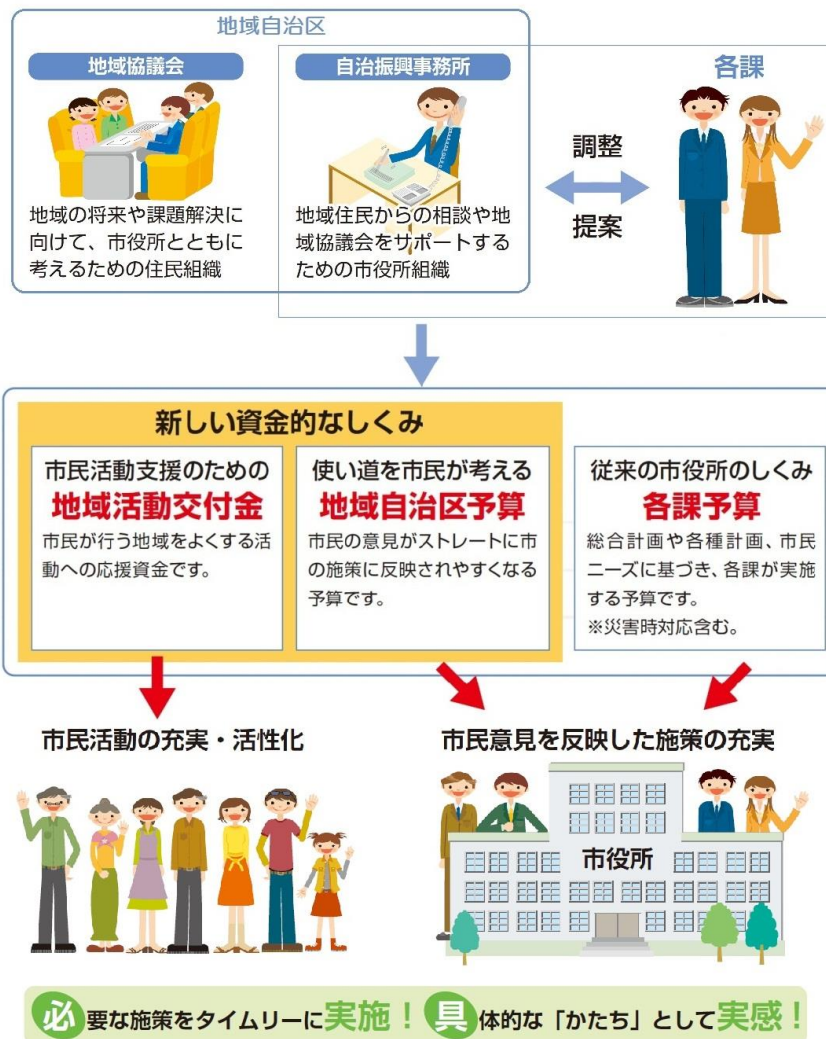 地域自治区
地域協議会
地域の将来や課題解決に
向けて、市役所とともに
考えるための住民組織
自治振興事務所
地域住民からの相談や地
域協議会をサポートする
ための市役所組織
調整
提案
各課
新しい資金的なしくみ
市民活動支援のための
地域活動交付金
市民が行う地域をよくする活
動への応援資金です。
使い道を市民が考える
地域自治区予算
市民の意見がストレートに市
の施策に反映されやすくなる
予算です。
従来の市役所のしくみ
各課予算
総合計画や各種計画、市民
ニーズに基づき、各課が実施
する予算です。
※災害時対応含む。
市民活動の充実・活性化
市民意見を反映した施策の充実
市役所
必要な施策をタイムリーに実施！具体的な「かたち」として実感！